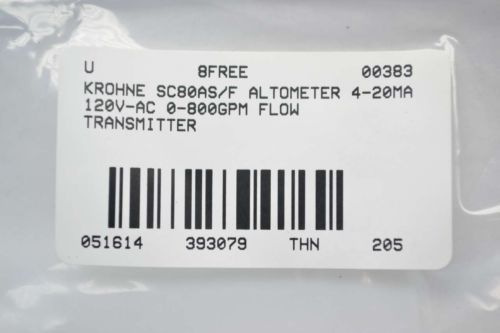 U 8FREE 00383
KROHNE SC80AS/F ALTOMETER 4-20MA
120V-AC 0-800GPM FLOW
TRANSMITTER
051614 393079 THN 205